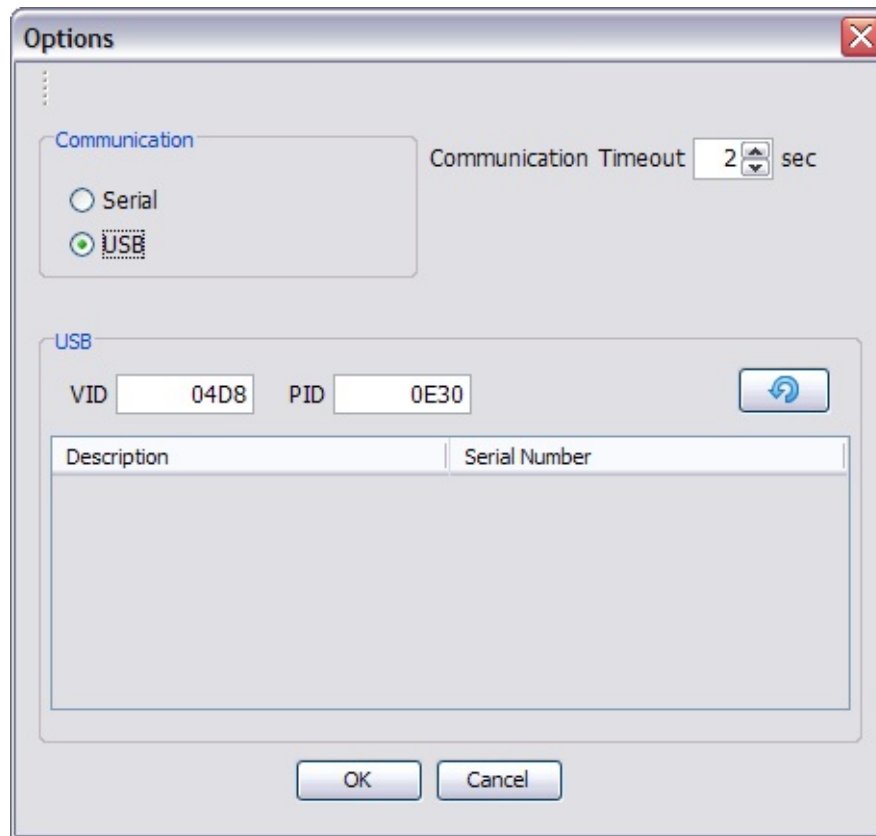 Options
Communication
Communication Timeout 2 sec
Serial
USB
USB
VID 04D8 PID 0E30
Description Serial Number
OK Cancel